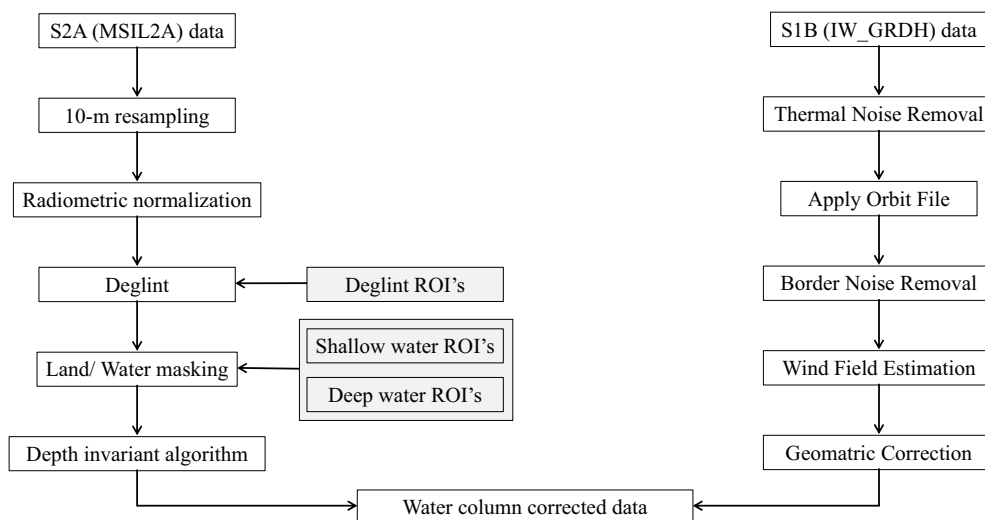 S2A (MSIL2A) data
10-m resampling
Radiometric normalization
Deglint
Deglint ROI's
Land/ Water masking
Shallow water ROI's
Deep water ROI's
Depth invariant algorithm
S1B (IW_GRDH) data
Thermal Noise Removal
Apply Orbit File
Border Noise Removal
Wind Field Estimation
Geomatric Correction
Water column corrected data